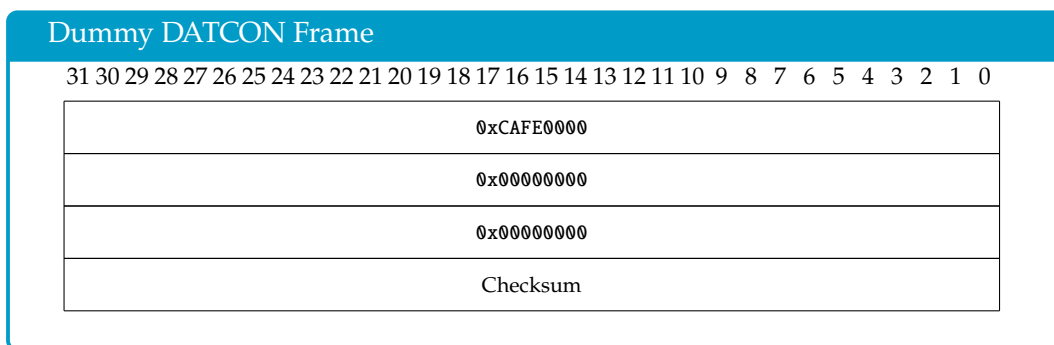 Dummy DATCON Frame
31 30 29 28 27 26 25 24 23 22 21 20 19 18 17 16 15 14 13 12 11 10 9 8 7 6 5 4 3 2 1 0
0xCAFE0000
0x00000000
0x00000000
Checksum